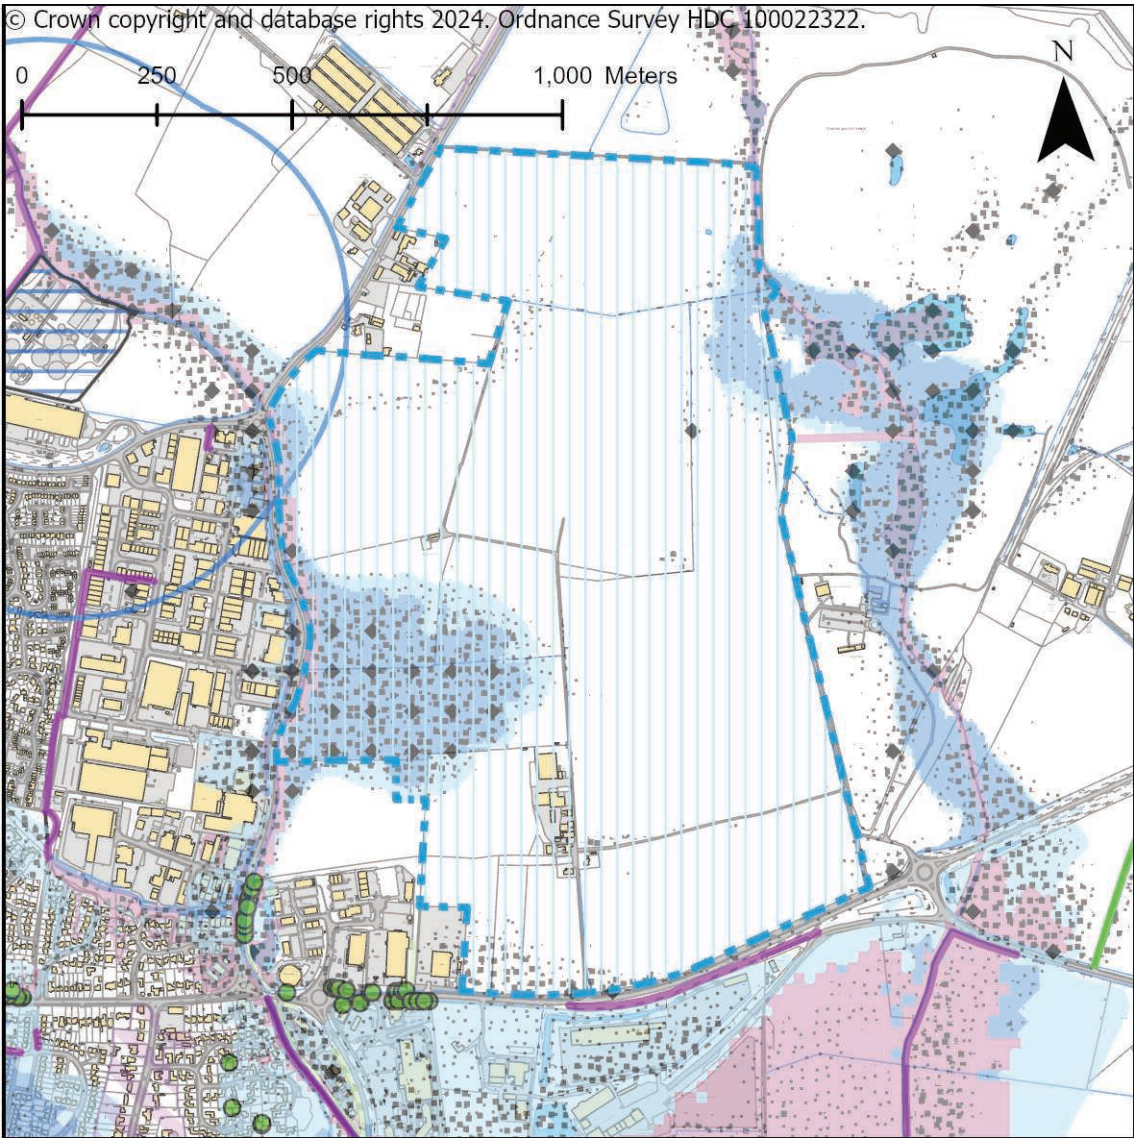 © Crown copyright and database rights 2024. Ordnance Survey HDC 100022322.
N
0 250 500 1,000 Meters